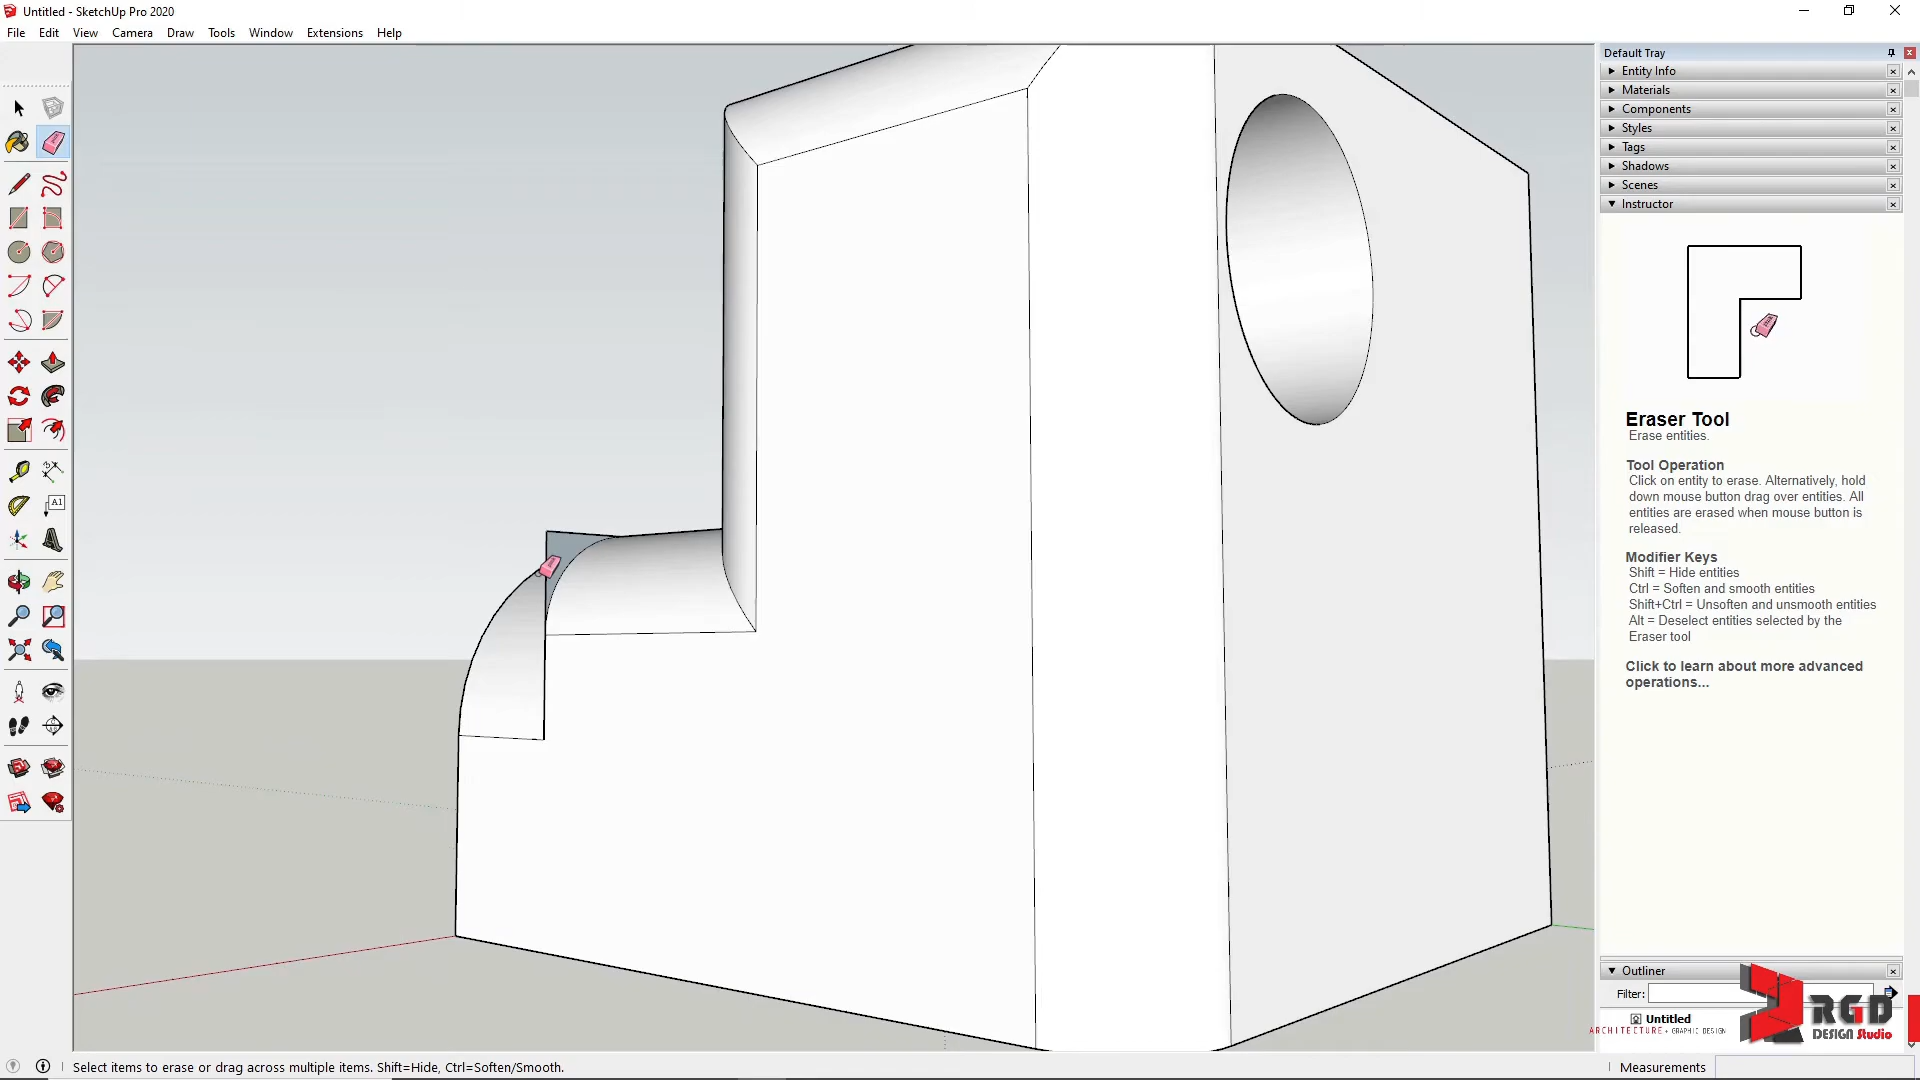 Untitled - SketchUp Pro 2020
File Edit View Camera Draw Tools Window Extensions Help
Default Tray
Entity Info
Materials
Components
Styles
Tags
Shadows
Scenes
Instructor
Eraser Tool
Erase entities.
Tool Operation
Click on entity to erase. Alternatively, hold
down mouse button drag over entities. All
entities are erased when mouse button is
released.
Modifier Keys
Shift = Hide entities
Ctrl = Soften and smooth entities
Shift+Ctrl = Unsoften and unsmooth entities
Alt = Deselect entities selected by the
Eraser tool
Click to learn about more advanced
operations...
Outliner
Filter:
Untitled
RGD
DESIGN Studio
ARCHITECTURE + GRAPHIC DESIGN
Select items to erase or drag across multiple items. Shift=Hide, Ctrl=Soften/Smooth.
Measurements